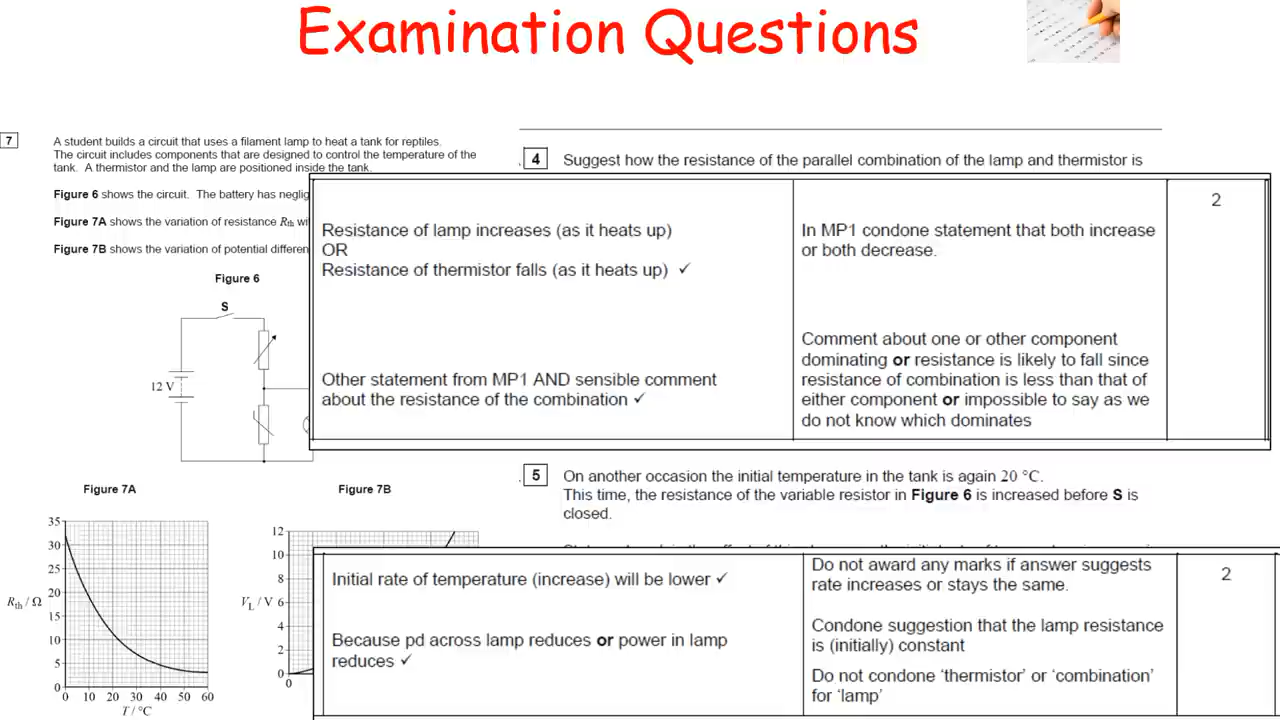 Examination Questions
7
A student builds a circuit that uses a filament lamp to heat a tank for reptiles.
The circuit includes components that are designed to control the temperature of the
tank. A thermistor and the lamp are positioned inside the tank.
Figure 6 shows the circuit. The battery has neglig
Figure 7A shows the variation of resistance Rth wi
Figure 7B shows the variation of potential differen
Figure 6
S
12 V
Figure 7A
35
30
25
20
15
10
5
0
Rth / Ω
0 10 20 30 40 50 60
T / °C
Figure 7B
12
10
8
6
4
2
0
VL / V
0
. 4 Suggest how the resistance of the parallel combination of the lamp and thermistor is
Resistance of lamp increases (as it heats up)
OR
Resistance of thermistor falls (as it heats up) ✓
Other statement from MP1 AND sensible comment
about the resistance of the combination ✓
In MP1 condone statement that both increase
or both decrease.
Comment about one or other component
dominating or resistance is likely to fall since
resistance of combination is less than that of
either component or impossible to say as we
do not know which dominates
2
. 5 On another occasion the initial temperature in the tank is again 20 °C.
This time, the resistance of the variable resistor in Figure 6 is increased before S is
closed.
Initial rate of temperature (increase) will be lower ✓
Because pd across lamp reduces or power in lamp
reduces ✓
Do not award any marks if answer suggests
rate increases or stays the same.
Condone suggestion that the lamp resistance
is (initially) constant
Do not condone ‘thermistor’ or ‘combination’
for ‘lamp’
2